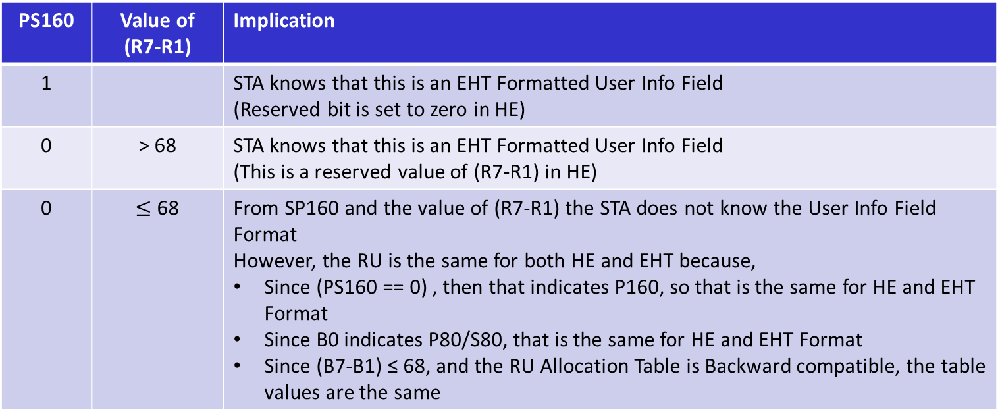 PS160 Value of (R7-R1) Implication
1 STA knows that this is an EHT Formatted User Info Field
(Reserved bit is set to zero in HE)
0 > 68 STA knows that this is an EHT Formatted User Info Field
(This is a reserved value of (R7-R1) in HE)
0 ≤ 68 From SP160 and the value of (R7-R1) the STA does not know the User Info Field
Format
However, the RU is the same for both HE and EHT because,
• Since (PS160 == 0) , then that indicates P160, so that is the same for HE and EHT
Format
• Since B0 indicates P80/S80, that is the same for HE and EHT Format
• Since (B7-B1) ≤ 68, and the RU Allocation Table is Backward compatible, the table
values are the same